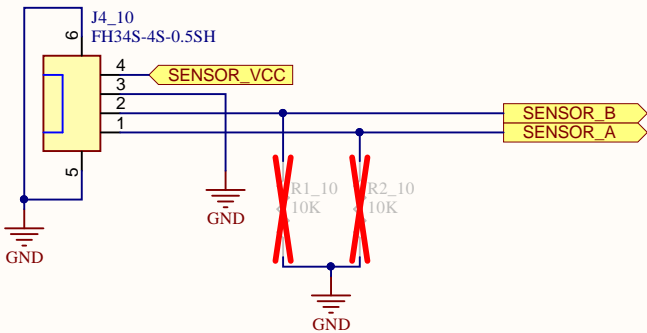 J4_10
FH34S-4S-0.5SH
6
4
SENSOR_VCC
3
2
SENSOR_B
1
SENSOR_A
5
R1_10
10K
R2_10
10K
GND
GND
GND